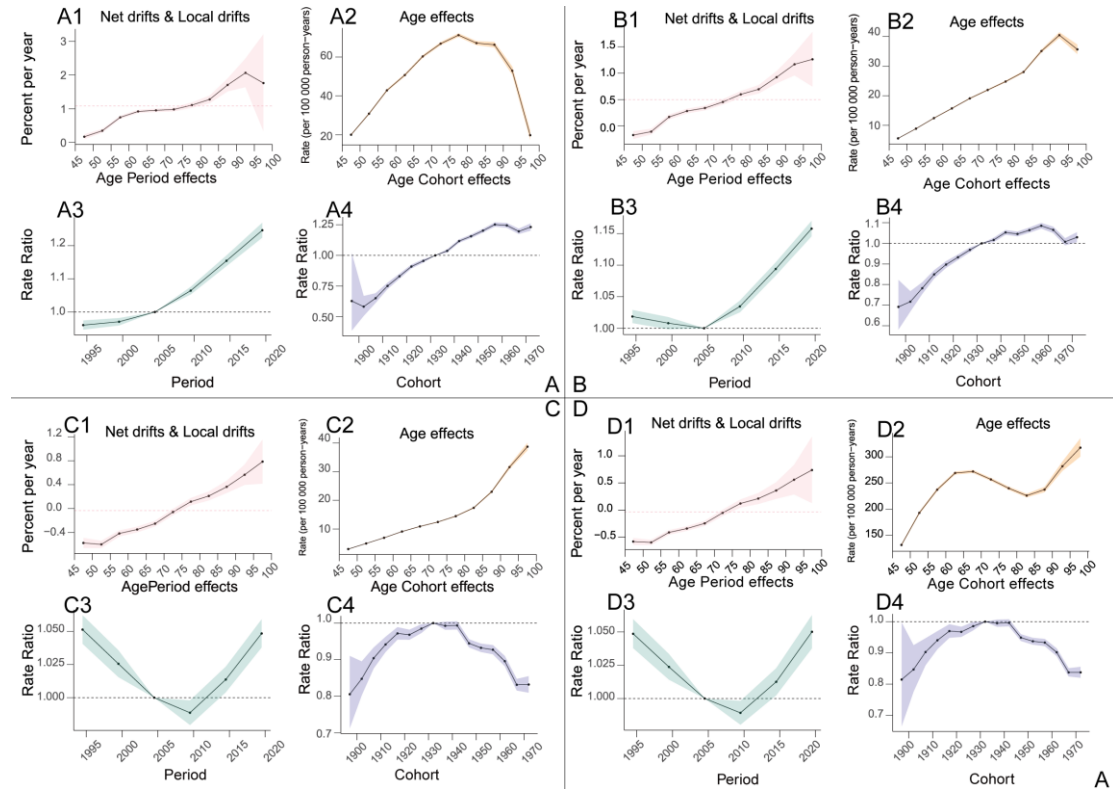 A1 Net drifts & Local drifts
Percent per year
3
2
1
0
45 50 55 60 65 70 75 80 85 90 95 100
Age Period effects
A2 Age effects
Rate (per 100 000 person-years)
60
40
20
45 50 55 60 65 70 75 80 85 90 95 100
Age Cohort effects
A3
Rate Ratio
1.2
1.1
1.0
1995 2000 2005 2010 2015 2020
Period
A4
Rate Ratio
1.25
1.00
0.75
0.50
1900 1910 1920 1930 1940 1950 1960 1970
Cohort
A
B1 Net drifts & Local drifts
Percent per year
1.5
1.0
0.5
0.0
45 50 55 60 65 70 75 80 85 90 95 100
Age Period effects
B2 Age effects
Rate (per 100 000 person-years)
40
30
20
10
45 50 55 60 65 70 75 80 85 90 95 100
Age Cohort effects
B3
Rate Ratio
1.15
1.10
1.05
1.00
1995 2000 2005 2010 2015 2020
Period
B4
Rate Ratio
1.1
1.0
0.9
0.8
0.7
0.6
1900 1910 1920 1930 1940 1950 1960 1970
Cohort
B
C
C1 Net drifts & Local drifts
Percent per year
1.2
0.8
0.4
0.0
−0.4
45 50 55 60 65 70 75 80 85 90 95 100
AgePeriod effects
C2 Age effects
Rate (per 100 000 person-years)
40
30
20
10
45 50 55 60 65 70 75 80 85 90 95 100
Age Cohort effects
C3
Rate Ratio
1.050
1.025
1.000
1995 2000 2005 2010 2015 2020
Period
C4
Rate Ratio
1.0
0.9
0.8
0.7
1900 1910 1920 1930 1940 1950 1960 1970
Cohort
D
D1 Net drifts & Local drifts
Percent per year
1.0
0.5
0.0
−0.5
45 50 55 60 65 70 75 80 85 90 95 100
Age Period effects
D2 Age effects
Rate (per 100 000 person-years)
300
250
200
150
45 50 55 60 65 70 75 80 85 90 95 100
Age Cohort effects
D3
Rate Ratio
1.050
1.025
1.000
1995 2000 2005 2010 2015 2020
Period
D4
Rate Ratio
1.0
0.9
0.8
0.7
1900 1910 1920 1930 1940 1950 1960 1970
Cohort
A